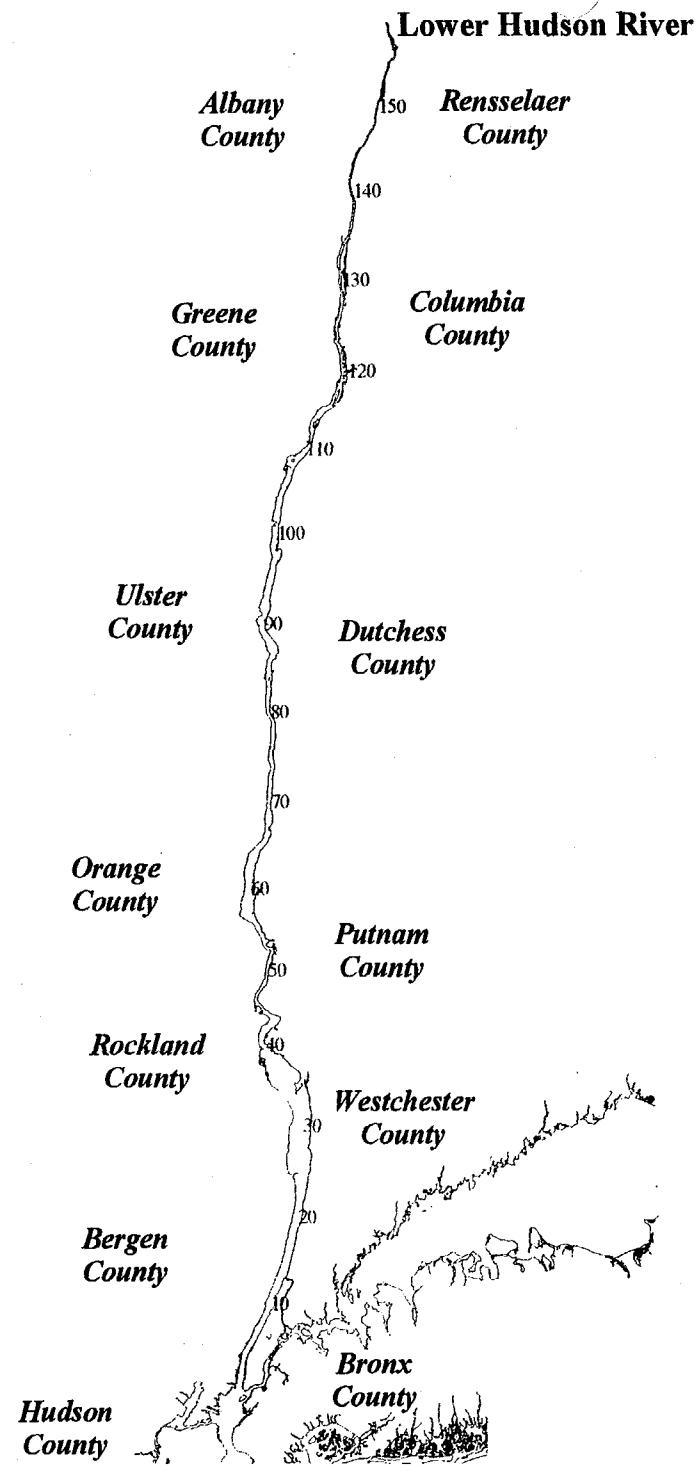 Lower Hudson River
Albany
County
150
Rensselaer
County
140
130
Greene
County
Columbia
County
120
110
100
Ulster
County
90
Dutchess
County
80
70
Orange
County
60
Putnam
County
50
Rockland
County
40
Westchester
County
30
20
Bergen
County
10
Bronx
County
Hudson
County